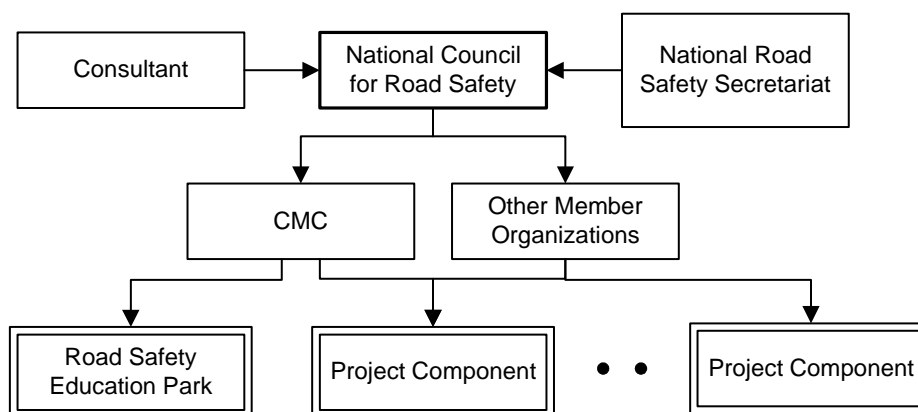 Consultant
National Council
for Road Safety
National Road
Safety Secretariat
CMC
Other Member
Organizations
Road Safety
Education Park
Project Component
Project Component